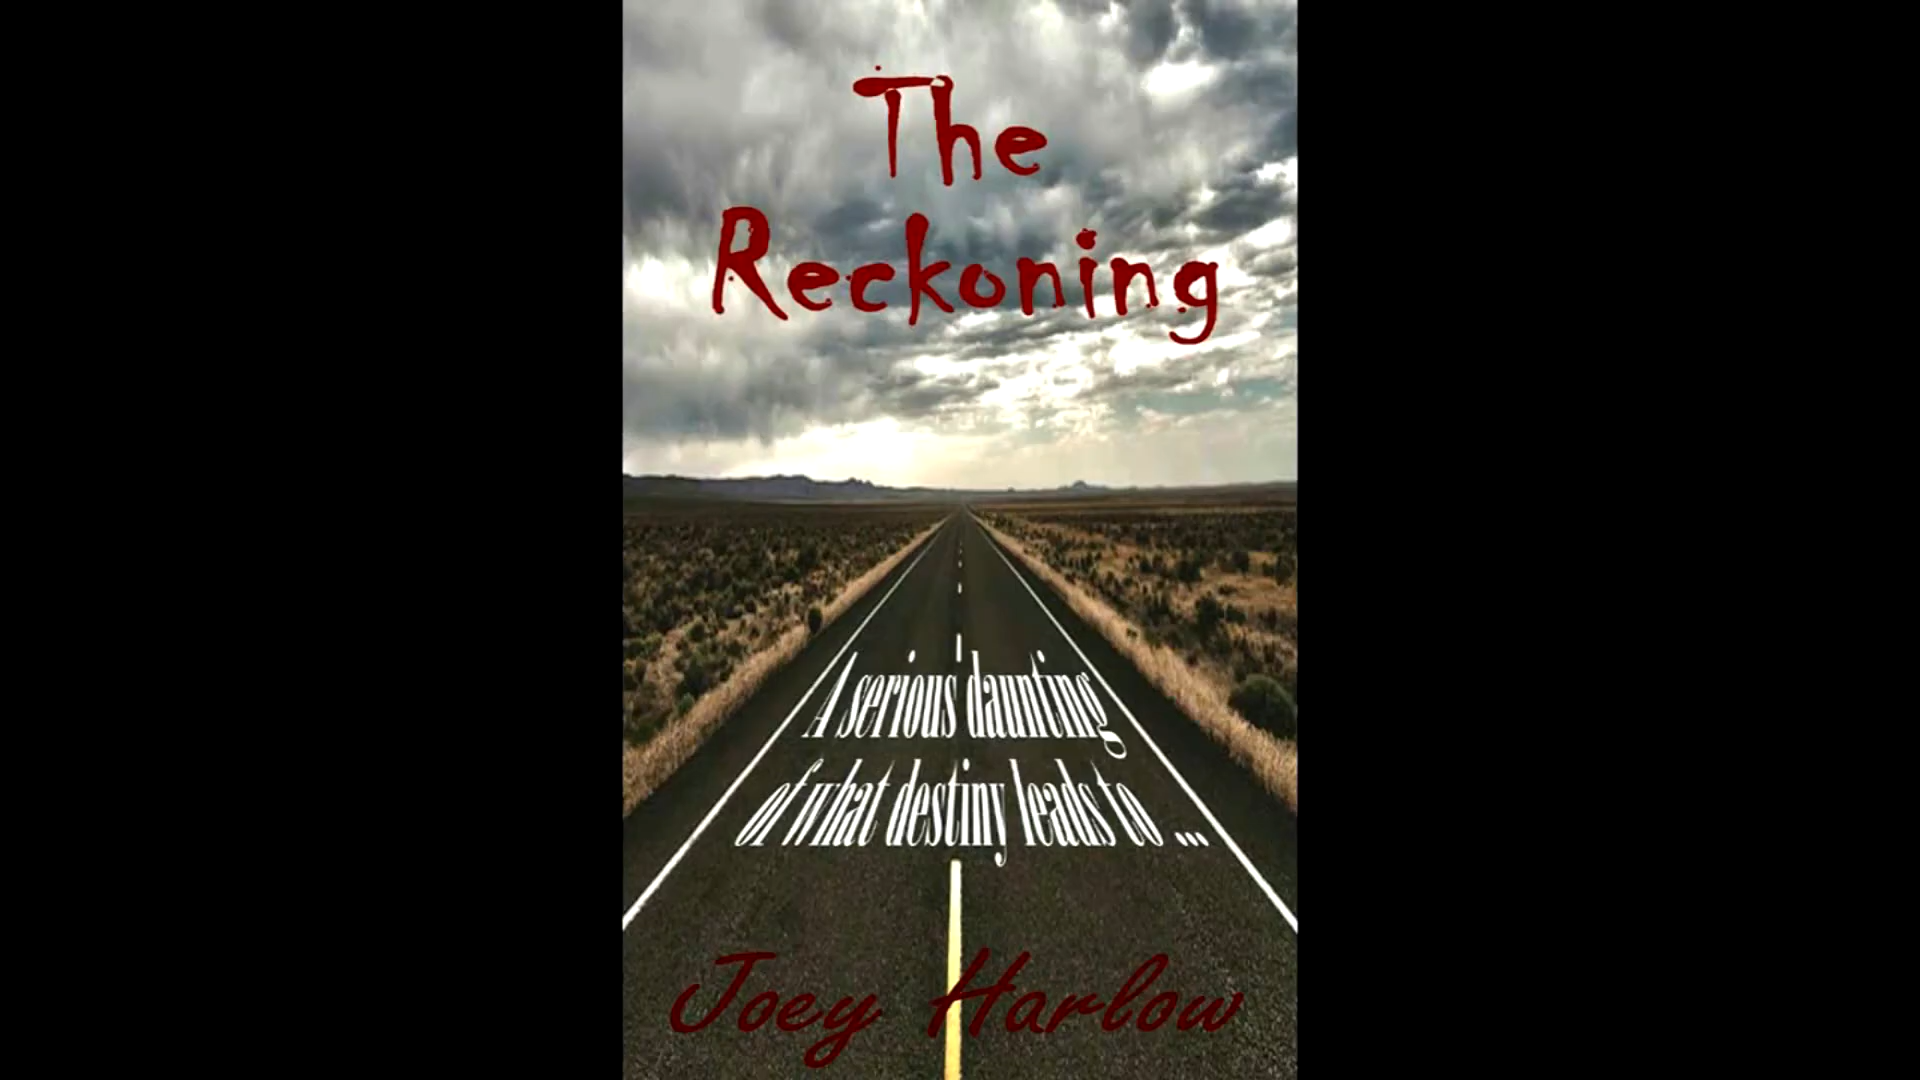 The
Reckoning
A serious daunting
of what destiny leads to ...
Joey Harlow